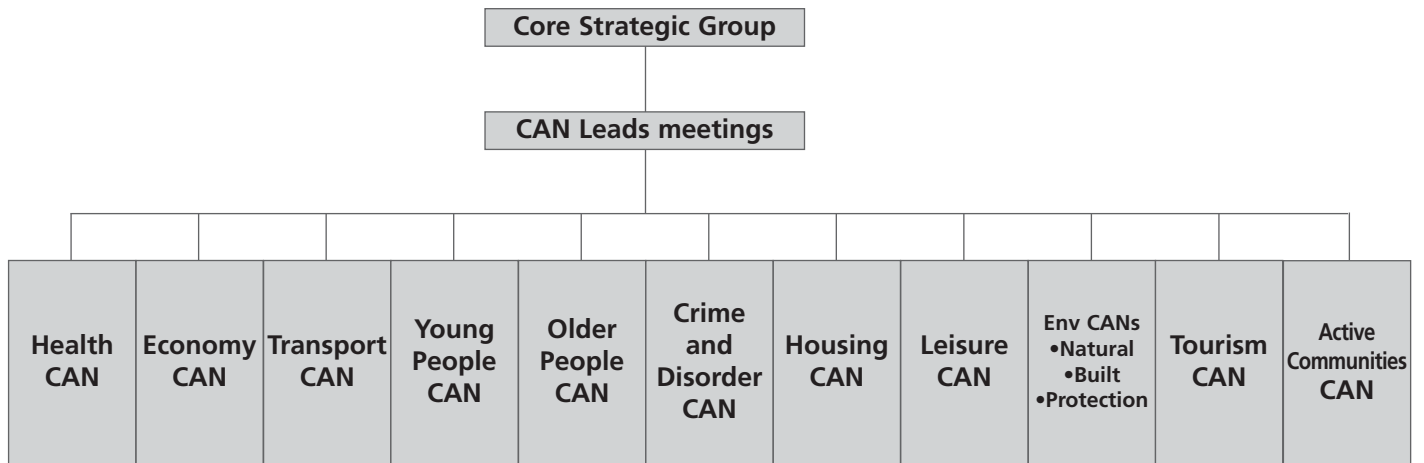 Core Strategic Group
CAN Leads meetings
Health
CAN
Economy
CAN
Transport
CAN
Young
People
CAN
Older
People
CAN
Crime
and
Disorder
CAN
Housing
CAN
Leisure
CAN
Env CANs
•Natural
•Built
•Protection
Tourism
CAN
Active
Communities
CAN